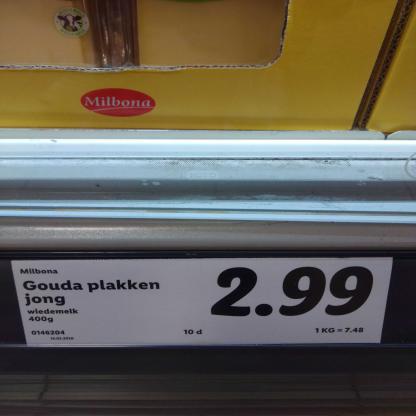 Milbona
Milbona
Gouda plakken
jong
wiedemelk
400g
2.99
0146204
10 d
1 KG = 7.48